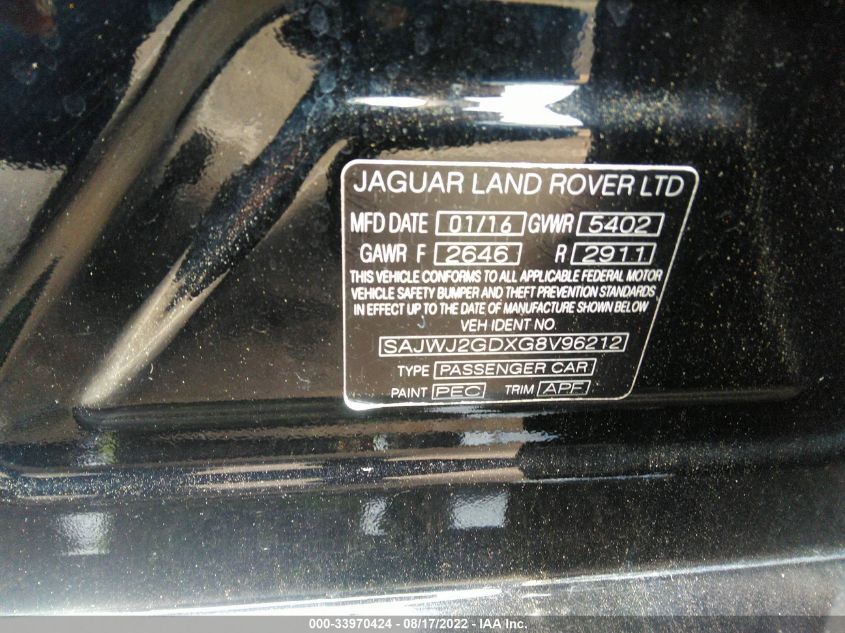 JAGUAR LAND ROVER LTD
MFD DATE 01/16 GVWR 5402
GAWR F 2646 R 2911
THIS VEHICLE CONFORMS TO ALL APPLICABLE FEDERAL MOTOR
VEHICLE SAFETY BUMPER AND THEFT PREVENTION STANDARDS
IN EFFECT UP TO THE DATE OF MANUFACTURE SHOWN BELOW
VEH IDENT NO.
SAJWJ2GDXG8V96212
TYPE PASSENGER CAR
PAINT PEC TRIM APF
000-33970424 - 08/17/2022 - IAA Inc.